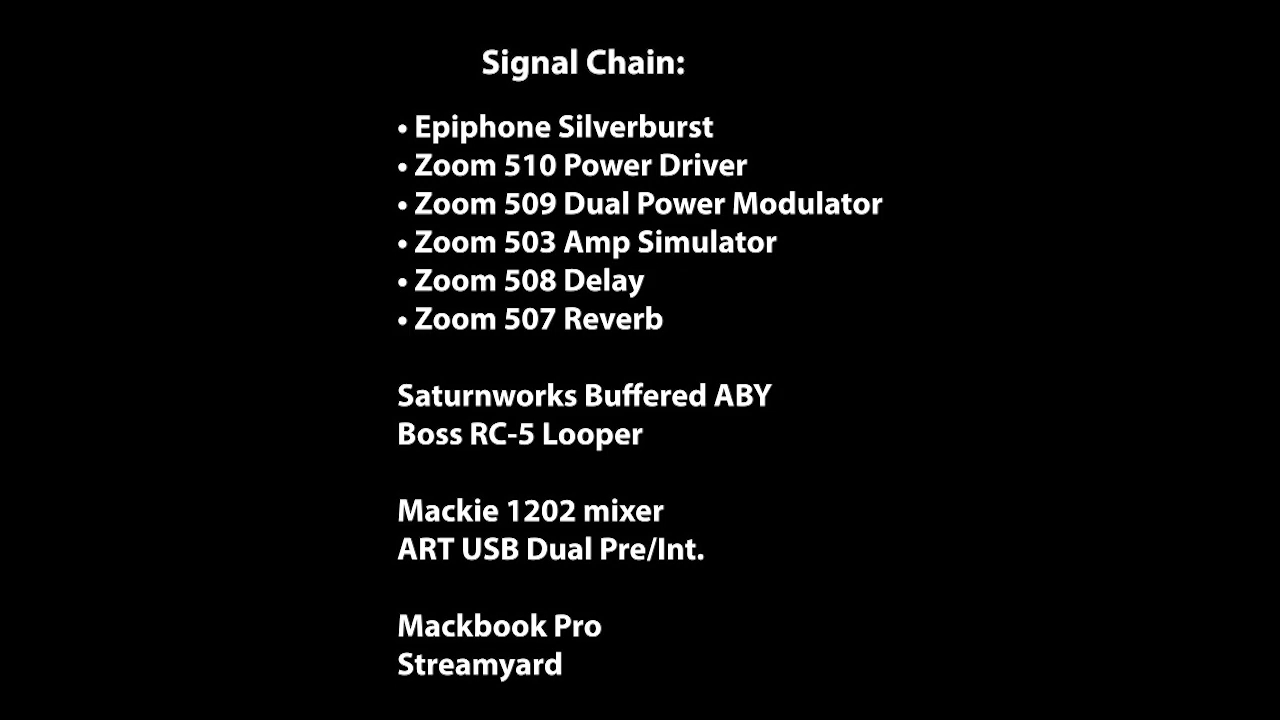 Signal Chain:
• Epiphone Silverburst
• Zoom 510 Power Driver
• Zoom 509 Dual Power Modulator
• Zoom 503 Amp Simulator
• Zoom 508 Delay
• Zoom 507 Reverb
Saturnworks Buffered ABY
Boss RC-5 Looper
Mackie 1202 mixer
ART USB Dual Pre/Int.
Mackbook Pro
Streamyard